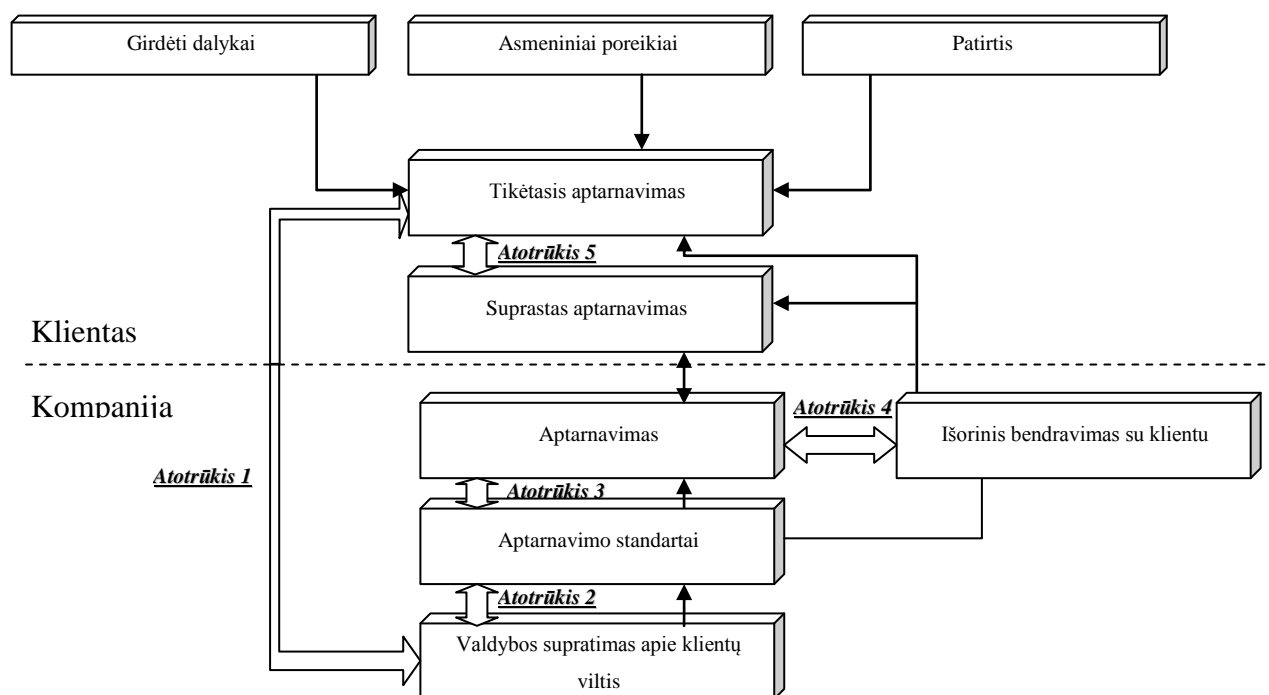 Girdėti dalykai
Asmeniniai poreikiai
Patirtis
Tikėtasis aptarnavimas
Atotrūkis 5
Suprastas aptarnavimas
Klientas
Kompanija
Atotrūkis 4
Aptarnavimas
Išorinis bendravimas su klientu
Atotrūkis 1
Atotrūkis 3
Aptarnavimo standartai
Atotrūkis 2
Valdybos supratimas apie klientų
viltis